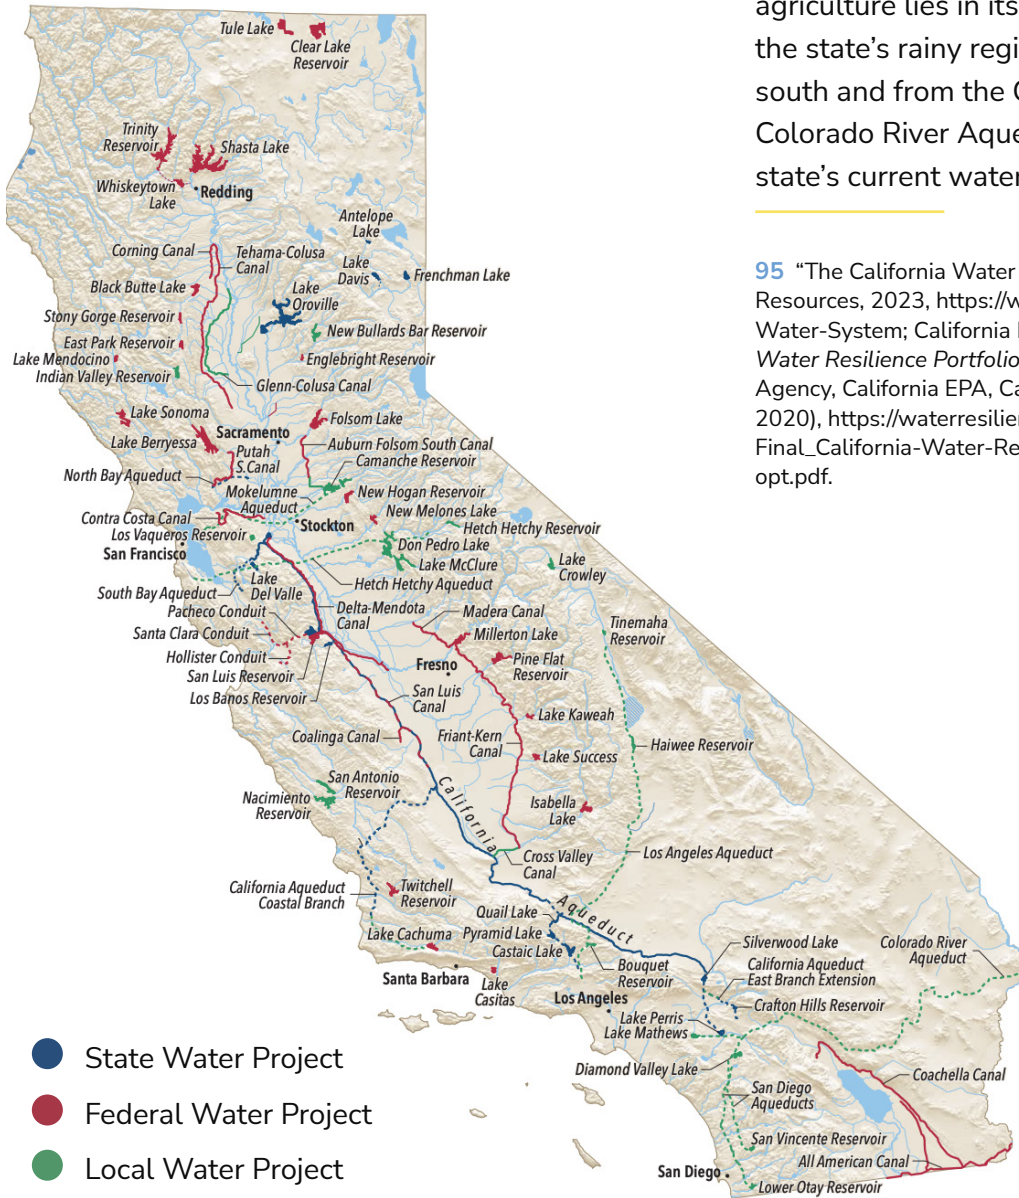 Tule Lake
Clear Lake
Reservoir
Trinity
Reservoir
Shasta Lake
Whiskeytown
Lake
Redding
Antelope
Lake
Corning Canal
Tehama-Colusa
Canal
Lake
Davis
Frenchman Lake
Black Butte Lake
Lake
Oroville
Stony Gorge Reservoir
New Bullards Bar Reservoir
East Park Reservoir
Lake Mendocino
Englebright Reservoir
Indian Valley Reservoir
Glenn-Colusa Canal
Lake Sonoma
Folsom Lake
Lake Berryessa
Sacramento
Auburn Folsom South Canal
Putah
S.Canal
Camanche Reservoir
North Bay Aqueduct
Mokelumne
Aqueduct
New Hogan Reservoir
New Melones Lake
Contra Costa Canal
Stockton
Hetch Hetchy Reservoir
Los Vaqueros Reservoir
San Francisco
Don Pedro Lake
Lake McClure
Lake
Crowley
South Bay Aqueduct
Lake
Del Valle
Hetch Hetchy Aqueduct
Pacheco Conduit
Delta-Mendota
Canal
Madera Canal
Tinemaha
Reservoir
Santa Clara Conduit
Millerton Lake
Hollister Conduit
Fresno
Pine Flat
Reservoir
San Luis Reservoir
Los Banos Reservoir
San Luis
Canal
Lake Kaweah
Coalinga Canal
Friant-Kern
Canal
Lake Success
Haiwee Reservoir
San Antonio
Reservoir
Nacimiento
Reservoir
Isabella
Lake
California
Aqueduct
Cross Valley
Canal
Los Angeles Aqueduct
California Aqueduct
Coastal Branch
Twitchell
Reservoir
Quail Lake
Lake Cachuma
Pyramid Lake
Castaic Lake
Silverwood Lake
Colorado River
Aqueduct
Santa Barbara
Lake
Casitas
Bouquet
Reservoir
California Aqueduct
East Branch Extension
Los Angeles
Crafton Hills Reservoir
Lake Perris
Lake Mathews
Diamond Valley Lake
Coachella Canal
San Diego
Aqueducts
San Vincente Reservoir
All American Canal
San Diego
Lower Otay Reservoir
State Water Project
Federal Water Project
Local Water Project
agriculture lies in its
the state's rainy regi
south and from the
Colorado River Aque
state's current water
95 "The California Water
Resources, 2023, https://w
Water-System; California
Water Resilience Portfolio
Agency, California EPA, Ca
2020), https://waterresilien
Final_California-Water-Re
opt.pdf.